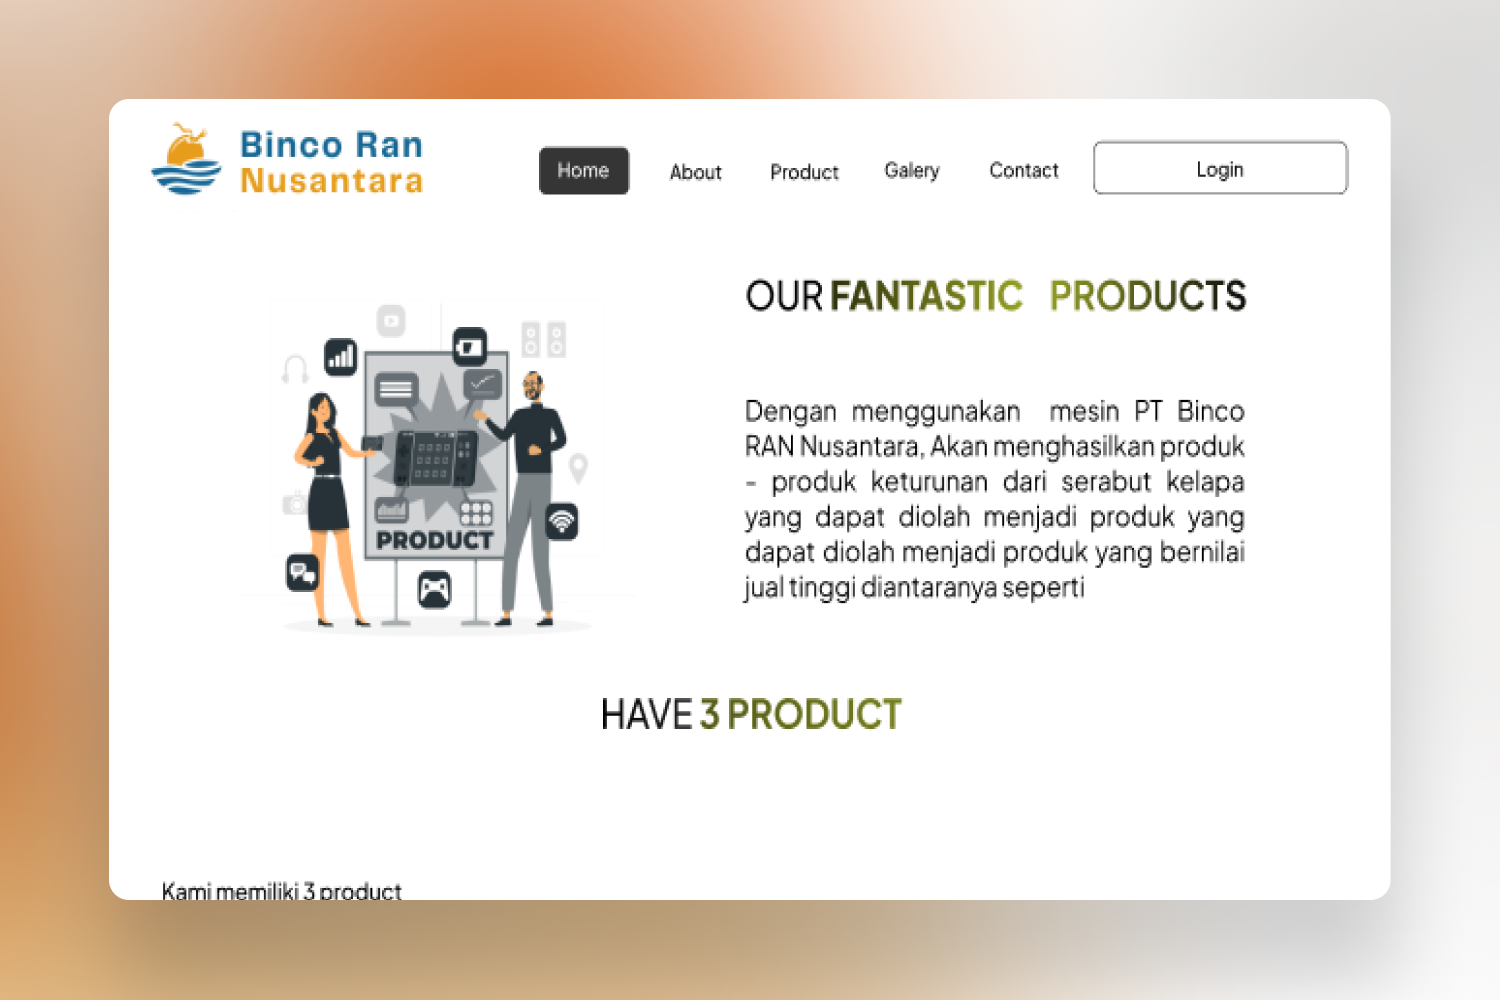 Binco Ran
Nusantara
Home About Product Galery Contact Login
OUR FANTASTIC PRODUCTS
PRODUCT
Dengan menggunakan mesin PT Binco
RAN Nusantara, Akan menghasilkan produk
- produk keturunan dari serabut kelapa
yang dapat diolah menjadi produk yang
dapat diolah menjadi produk yang bernilai
jual tinggi diantaranya seperti
HAVE 3 PRODUCT
Kami memiliki 3 product